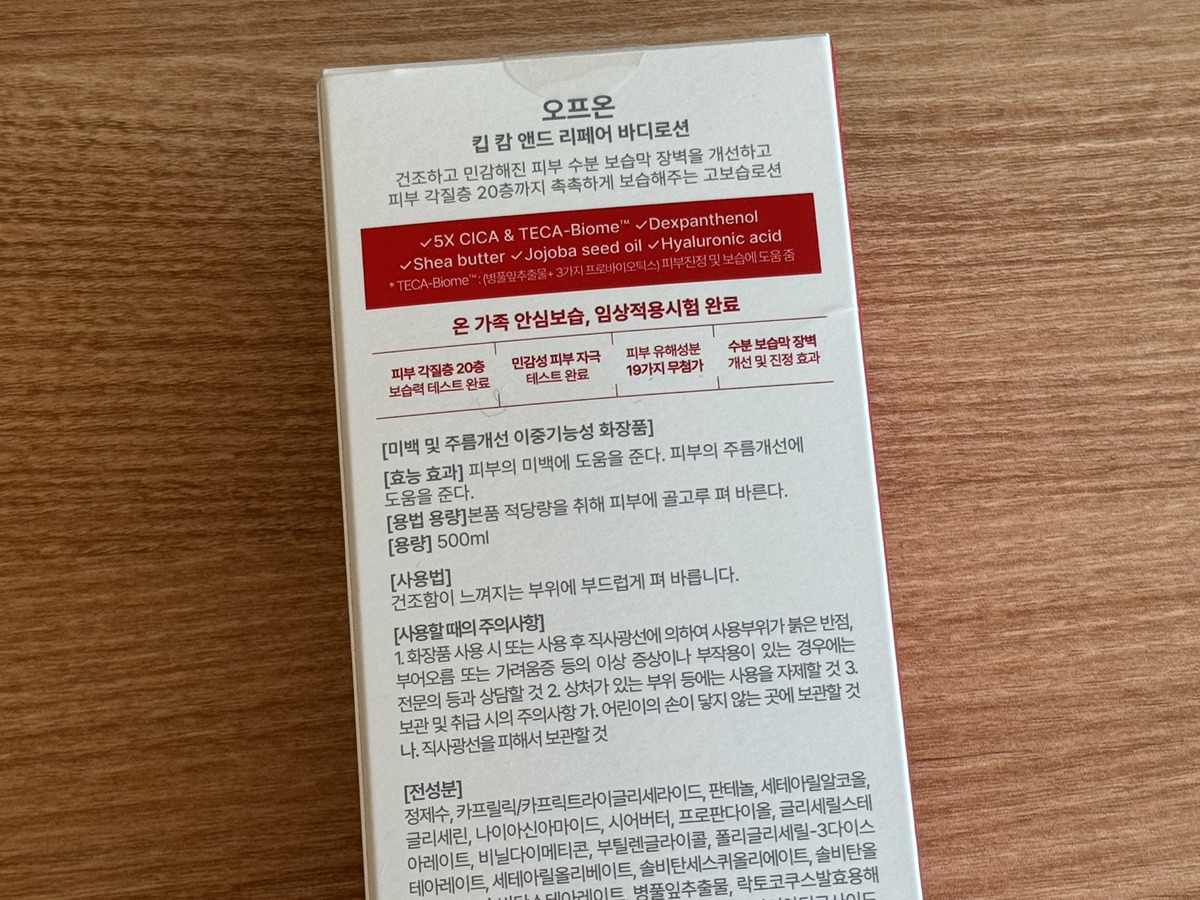 오프온
킵 캄 앤드 리페어 바디로션
건조하고 민감해진 피부 수분 보습막 장벽을 개선하고
피부 각질층 20층까지 촉촉하게 보습해주는 고보습로션
✓5X CICA & TECA-Biome™ ✓Dexpanthenol
✓Shea butter ✓Jojoba seed oil ✓Hyaluronic acid
* TECA-Biome™ : (병풀잎추출물+ 3가지 프로바이오틱스) 피부진정 및 보습에 도움 줌
온 가족 안심보습, 임상적용시험 완료
피부 각질층 20층
보습력 테스트 완료
민감성 피부 자극
테스트 완료
피부 유해성분
19가지 무첨가
수분 보습막 장벽
개선 및 진정 효과
[미백 및 주름개선 이중기능성 화장품]
[효능 효과] 피부의 미백에 도움을 준다. 피부의 주름개선에
도움을 준다.
[용법 용량]본품 적당량을 취해 피부에 골고루 펴 바른다.
[용량] 500ml
[사용법]
건조함이 느껴지는 부위에 부드럽게 펴 바릅니다.
[사용할 때의 주의사항]
1. 화장품 사용 시 또는 사용 후 직사광선에 의하여 사용부위가 붉은 반점,
부어오름 또는 가려움증 등의 이상 증상이나 부작용이 있는 경우에는
전문의 등과 상담할 것 2. 상처가 있는 부위 등에는 사용을 자제할 것 3.
보관 및 취급 시의 주의사항 가. 어린이의 손이 닿지 않는 곳에 보관할 것
나. 직사광선을 피해서 보관할 것
[전성분]
정제수, 카프릴릭/카프릭트라이글리세라이드, 판테놀, 세테아릴알코올,
글리세린, 나이아신아마이드, 시어버터, 프로판다이올, 글리세릴스테
아레이트, 비닐다이메티콘, 부틸렌글라이콜, 폴리글리세릴-3다이스
테아레이트, 세테아릴올리베이트, 솔비탄세스퀴올리에이트, 솔비탄올
병풀잎추출물, 락토코쿠스발효용해